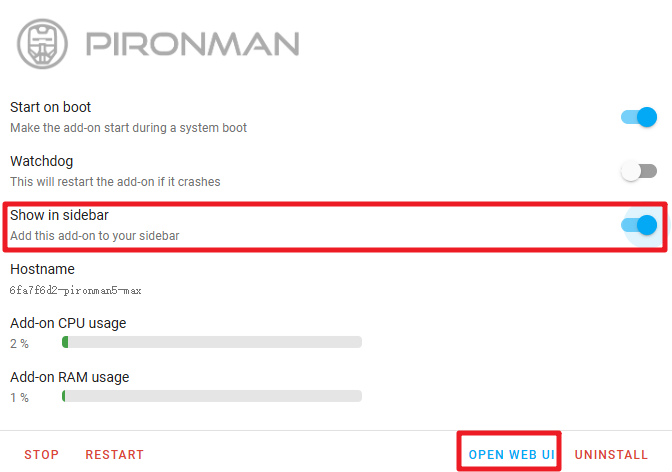 PIRONMAN
Start on boot
Make the add-on start during a system boot
Watchdog
This will restart the add-on if it crashes
Show in sidebar
Add this add-on to your sidebar
Hostname
6fa7f6d2-pironman5-max
Add-on CPU usage
2 %
Add-on RAM usage
1 %
STOP RESTART OPEN WEB UI UNINSTALL